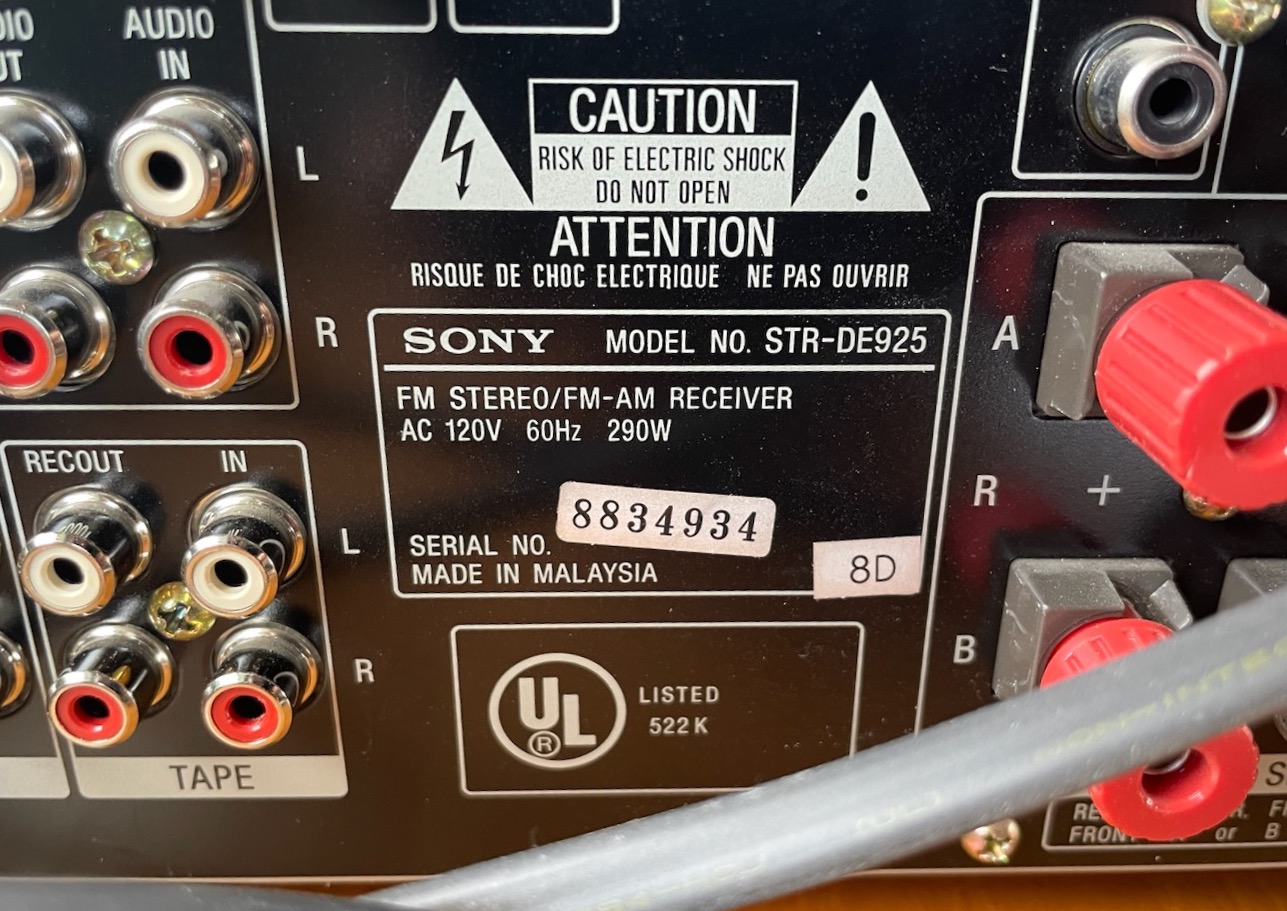 AUDIO
IN
L
R
CAUTION
RISK OF ELECTRIC SHOCK
DO NOT OPEN
ATTENTION
RISQUE DE CHOC ELECTRIQUE NE PAS OUVRIR
SONY MODEL NO. STR-DE925
FM STEREO/FM-AM RECEIVER
AC 120V 60Hz 290W
SERIAL NO. 8834934
MADE IN MALAYSIA
8D
RECOUT IN
L
R
TAPE
UL
®
LISTED
522K
A
R +
B
FRONT
or B